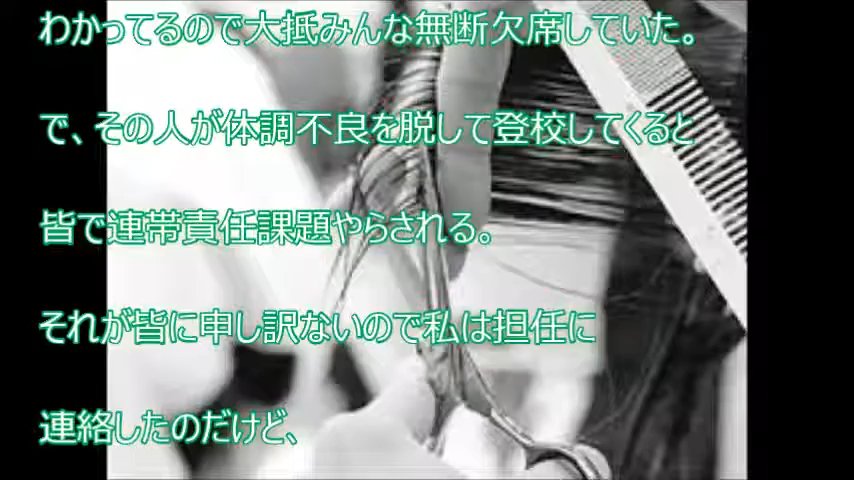 わかってるので大抵みんな無断欠席していた。
で、その人が体調不良を脱して登校してくると
皆で連帯責任課題やらされる。
それが皆に申し訳ないので私は担任に
連絡したのだけど、